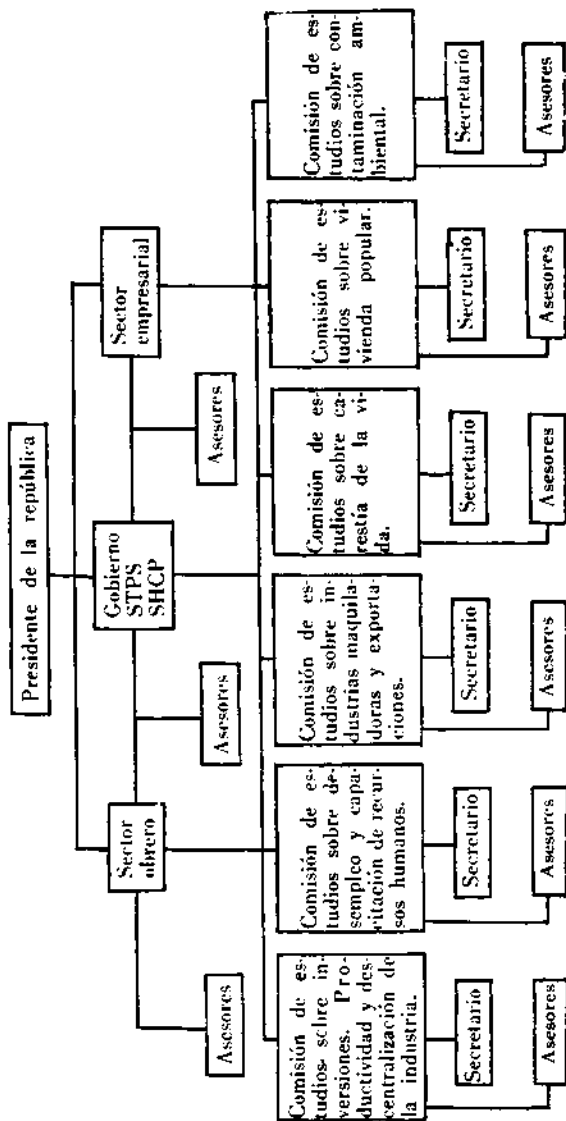 Presidente de la república
Sector
obrero
Gobierno
STPS
SHCP
Sector
empresarial
Asesores
Asesores
Asesores
Comisión de es-
tudios sobre in-
versiones. Pro-
ductividad y des-
centralización de
la industria.
Comisión de es-
tudios sobre de-
sempleo y capa-
citación de recur-
sos humanos.
Comisión de es-
tudios sobre in-
dustrias maquila-
doras y exporta-
ciones.
Comisión de es-
tudios sobre ca-
restía de la vi-
da.
Comisión de es-
tudios sobre vi-
vienda popular.
Comisión de es-
tudios sobre con-
taminación am-
biental.
Secretario
Secretario
Secretario
Secretario
Secretario
Secretario
Asesores
Asesores
Asesores
Asesores
Asesores
Asesores